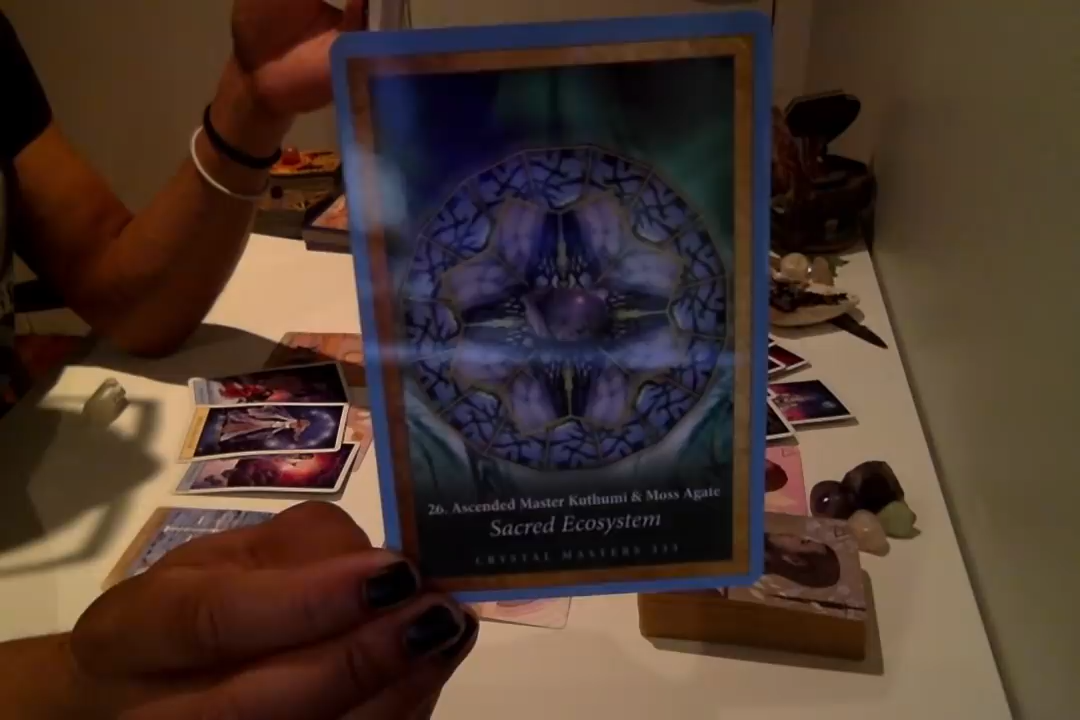 26. Ascended Master Kuthumi & Moss Agate
Sacred Ecosystem
CRYSTAL MASTERS 333